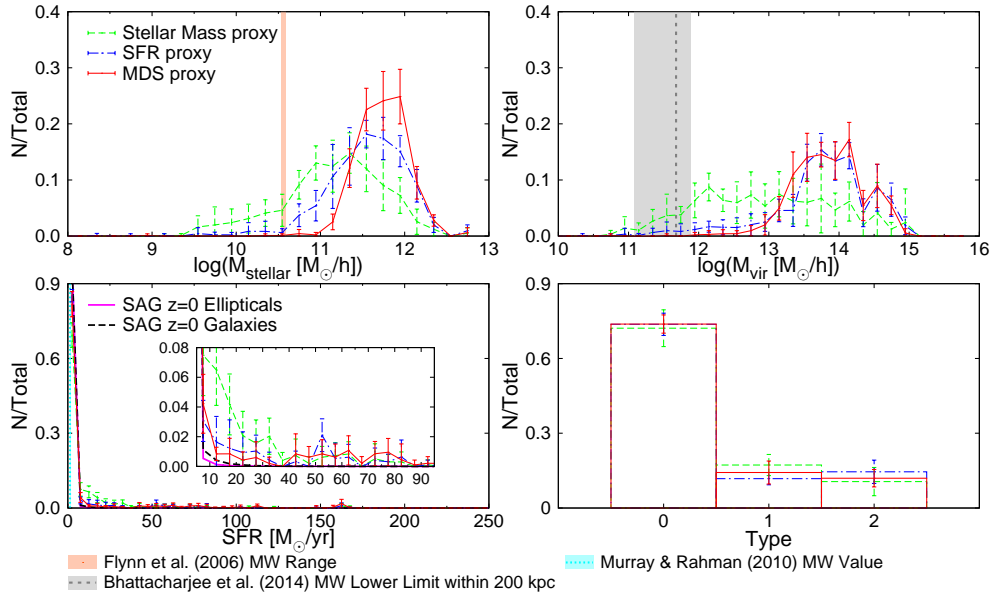 0.4
0.3
0.2
0.1
0.0
N/Total
Stellar Mass proxy
SFR proxy
MDS proxy
8 9 10 11 12 13
log(M_stellar [M_⊙/h])
0.4
0.3
0.2
0.1
0.0
N/Total
10 11 12 13 14 15 16
log(M_vir [M_⊙/h])
0.9
0.6
0.3
0.0
N/Total
SAG z=0 Ellipticals
SAG z=0 Galaxies
0.08
0.06
0.04
0.02
0.00
10 20 30 40 50 60 70 80 90
0 50 100 150 200 250
SFR [M_⊙/yr]
0.9
0.6
0.3
0.0
N/Total
0 1 2
Type
Flynn et al. (2006) MW Range
Murray & Rahman (2010) MW Value
Bhattacharjee et al. (2014) MW Lower Limit within 200 kpc